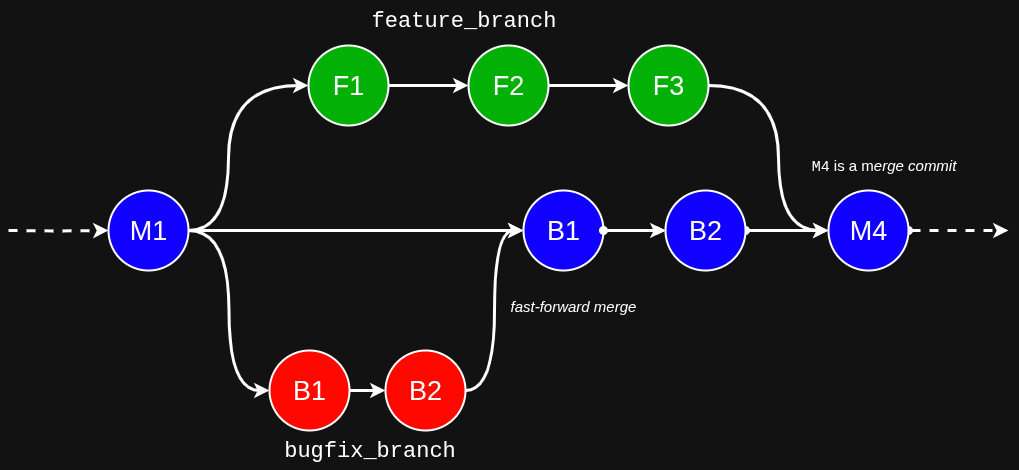 feature_branch
F1 F2 F3
M4 is a merge commit
M1 B1 B2 M4
fast-forward merge
B1 B2
bugfix_branch